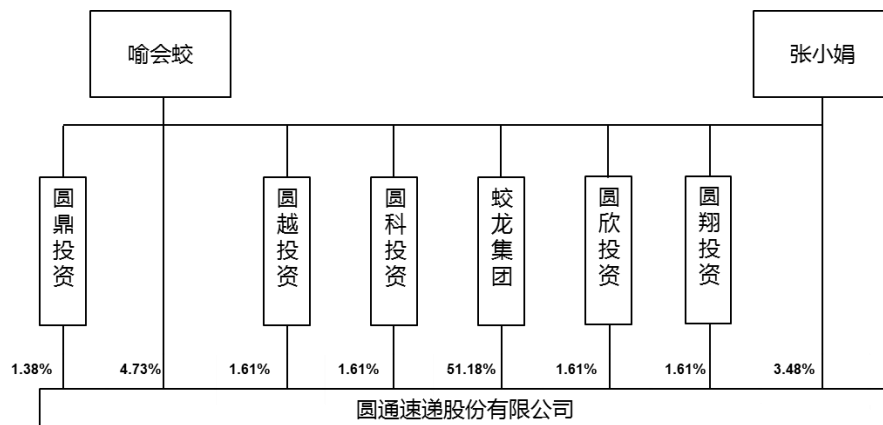 喻会蛟
张小娟
圆鼎投资
圆越投资
圆科投资
蛟龙集团
圆欣投资
圆翔投资
1.38%
4.73%
1.61%
1.61%
51.18%
1.61%
1.61%
3.48%
圆通速递股份有限公司